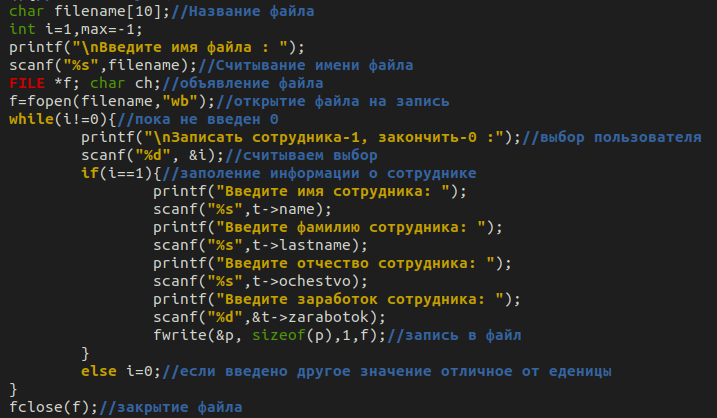 char filename[10];//Название файла
int i=1,max=-1;
printf("\nВведите имя файла : ");
scanf("%s",filename);//Считывание имени файла
FILE *f; char ch;//объявление файла
f=fopen(filename,"wb");//открытие файла на запись
while(i!=0){//пока не введен 0
printf("\nЗаписать сотрудника-1, закончить-0 :");//выбор пользователя
scanf("%d", &i);//считываем выбор
if(i==1){//заполение информации о сотруднике
printf("Введите имя сотрудника: ");
scanf("%s",t->name);
printf("Введите фамилию сотрудника: ");
scanf("%s",t->lastname);
printf("Введите отчество сотрудника: ");
scanf("%s",t->ochestvo);
printf("Введите заработок сотрудника: ");
scanf("%d",&t->zarabotok);
fwrite(&p, sizeof(p),1,f);//запись в файл
}
else i=0;//если введено другое значение отличное от еденицы
}
fclose(f);//закрытие файла